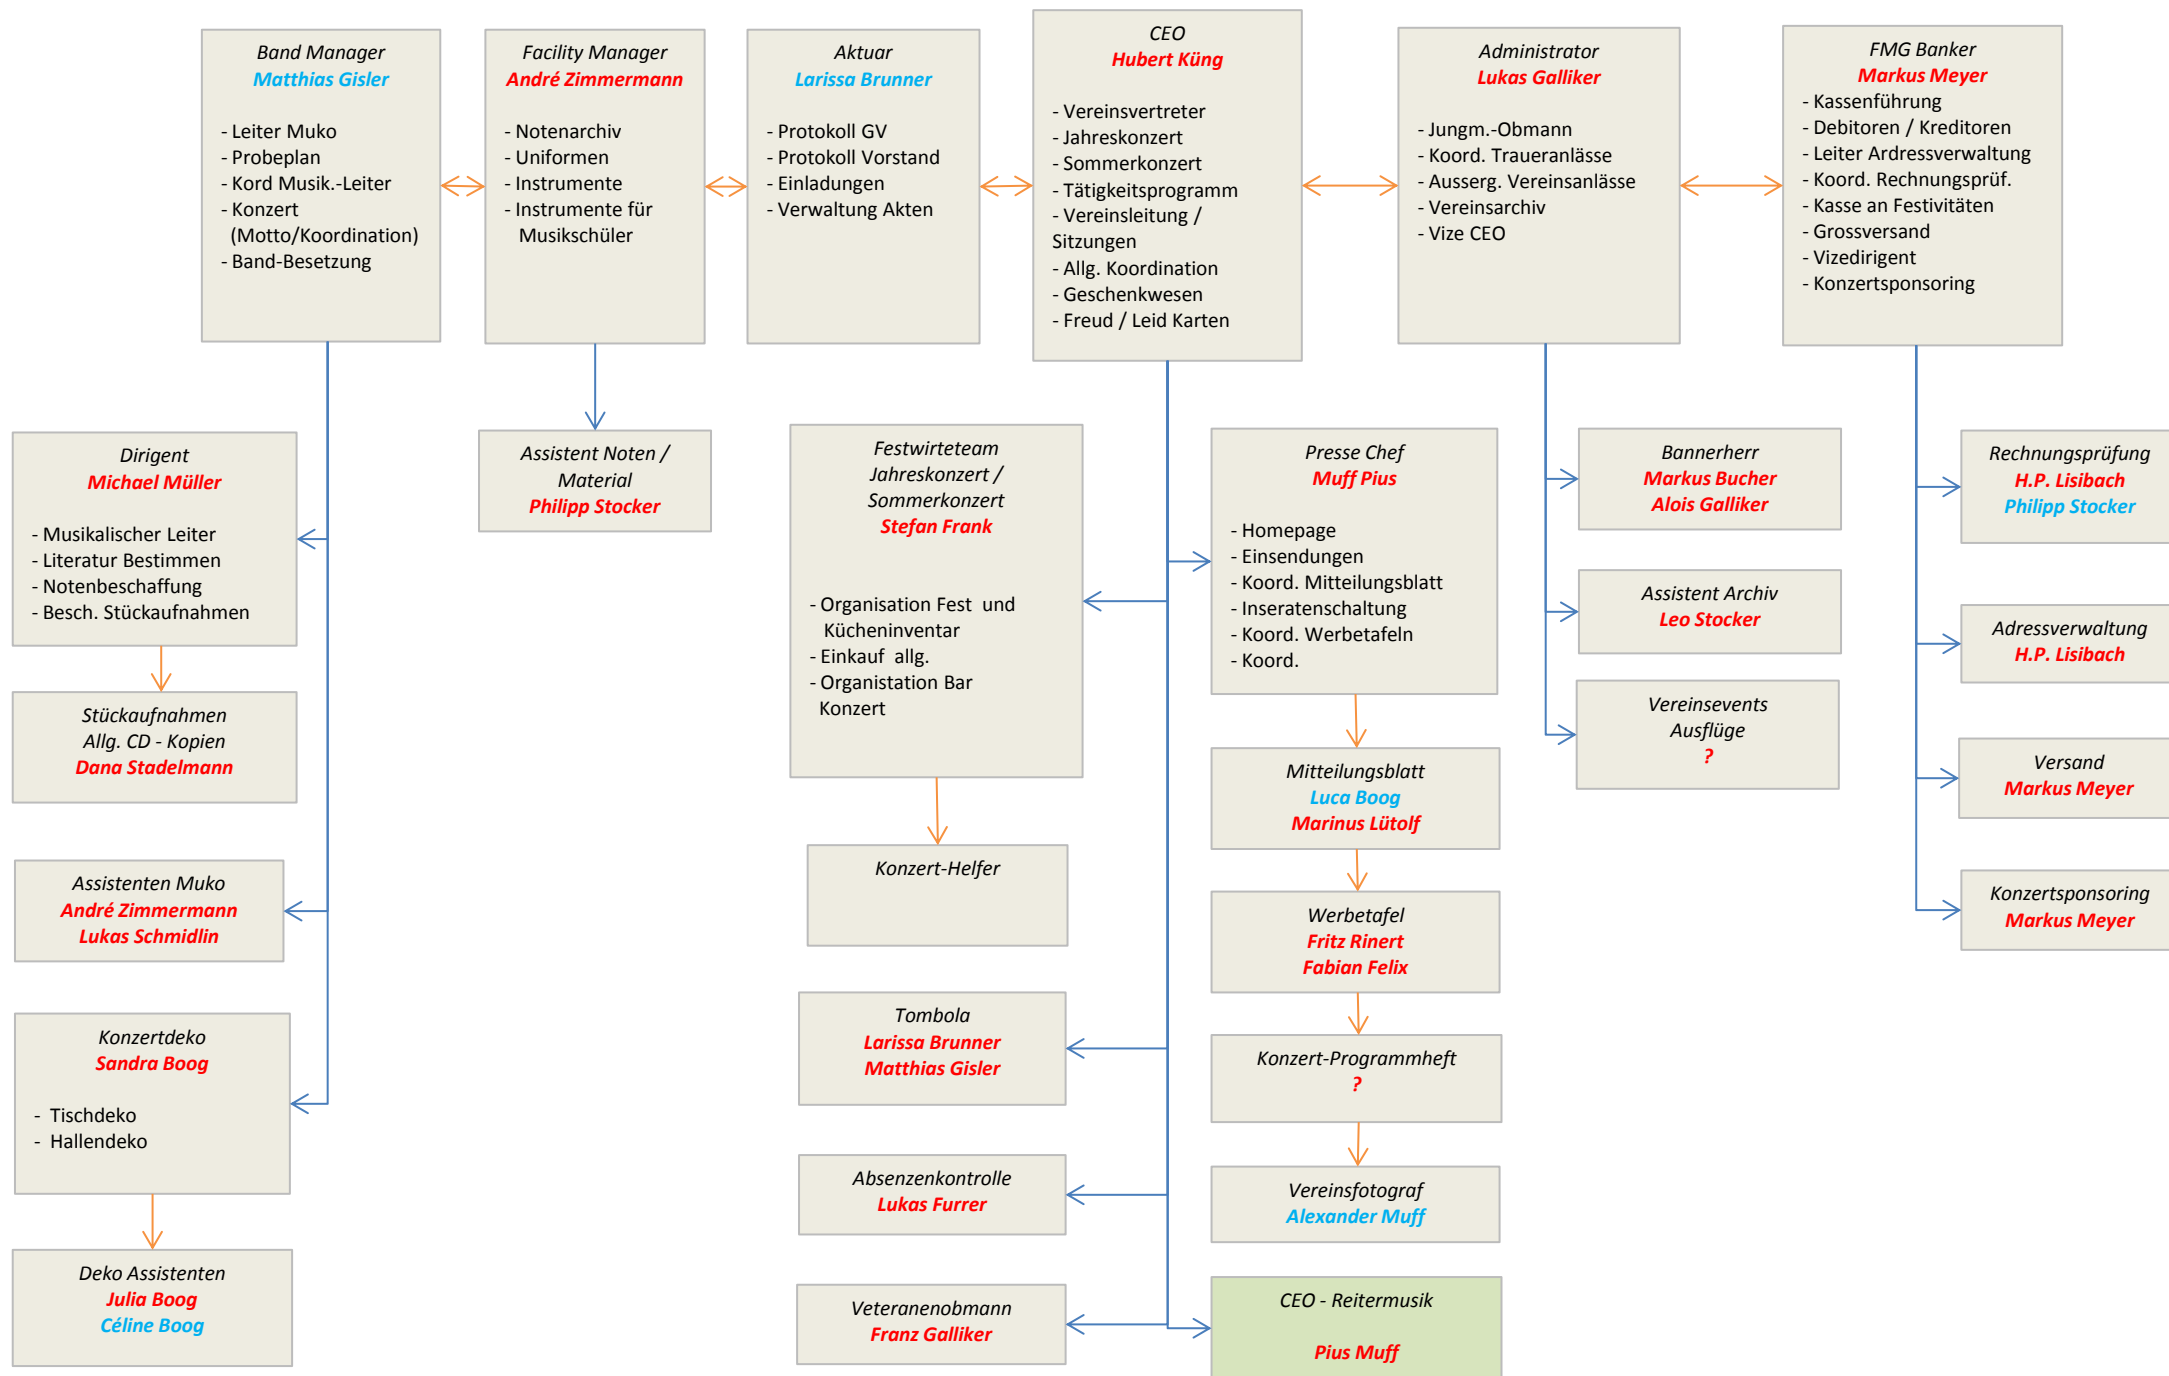 Band Manager
Matthias Gisler
- Leiter Muko
- Probeplan
- Kord Musik.-Leiter
- Konzert
(Motto/Koordination)
- Band-Besetzung
Facility Manager
André Zimmermann
- Notenarchiv
- Uniformen
- Instrumente
- Instrumente für
Musikschüler
Aktuar
Larissa Brunner
- Protokoll GV
- Protokoll Vorstand
- Einladungen
- Verwaltung Akten
CEO
Hubert Küng
- Vereinsvertreter
- Jahreskonzert
- Sommerkonzert
- Tätigkeitsprogramm
- Vereinsleitung /
Sitzungen
- Allg. Koordination
- Geschenkwesen
- Freud / Leid Karten
Administrator
Lukas Galliker
- Jungm.-Obmann
- Koord. Traueranlässe
- Ausserg. Vereinsanlässe
- Vereinsarchiv
- Vize CEO
FMG Banker
Markus Meyer
- Kassenführung
- Debitoren / Kreditoren
- Leiter Ardressverwaltung
- Koord. Rechnungsprüf.
- Kasse an Festivitäten
- Grossversand
- Vizedirigent
- Konzertsponsoring
Dirigent
Michael Müller
- Musikalischer Leiter
- Literatur Bestimmen
- Notenbeschaffung
- Besch. Stückaufnahmen
Stückaufnahmen
Allg. CD - Kopien
Dana Stadelmann
Assistenten Muko
André Zimmermann
Lukas Schmidlin
Konzertdeko
Sandra Boog
- Tischdeko
- Hallendeko
Deko Assistenten
Julia Boog
Céline Boog
Assistent Noten /
Material
Philipp Stocker
Festwirteteam
Jahreskonzert /
Sommerkonzert
Stefan Frank
- Organisation Fest und
Kücheninventar
- Einkauf allg.
- Organistation Bar
Konzert
Konzert-Helfer
Tombola
Larissa Brunner
Matthias Gisler
Absenzenkontrolle
Lukas Furrer
Veteranenobmann
Franz Galliker
Presse Chef
Muff Pius
- Homepage
- Einsendungen
- Koord. Mitteilungsblatt
- Inseratenschaltung
- Koord. Werbetafeln
- Koord.
Mitteilungsblatt
Luca Boog
Marinus Lütolf
Werbetafel
Fritz Rinert
Fabian Felix
Konzert-Programmheft
?
Vereinsfotograf
Alexander Muff
CEO - Reitermusik
Pius Muff
Bannerherr
Markus Bucher
Alois Galliker
Assistent Archiv
Leo Stocker
Vereinsevents
Ausflüge
?
Rechnungsprüfung
H.P. Lisibach
Philipp Stocker
Adressverwaltung
H.P. Lisibach
Versand
Markus Meyer
Konzertsponsoring
Markus Meyer